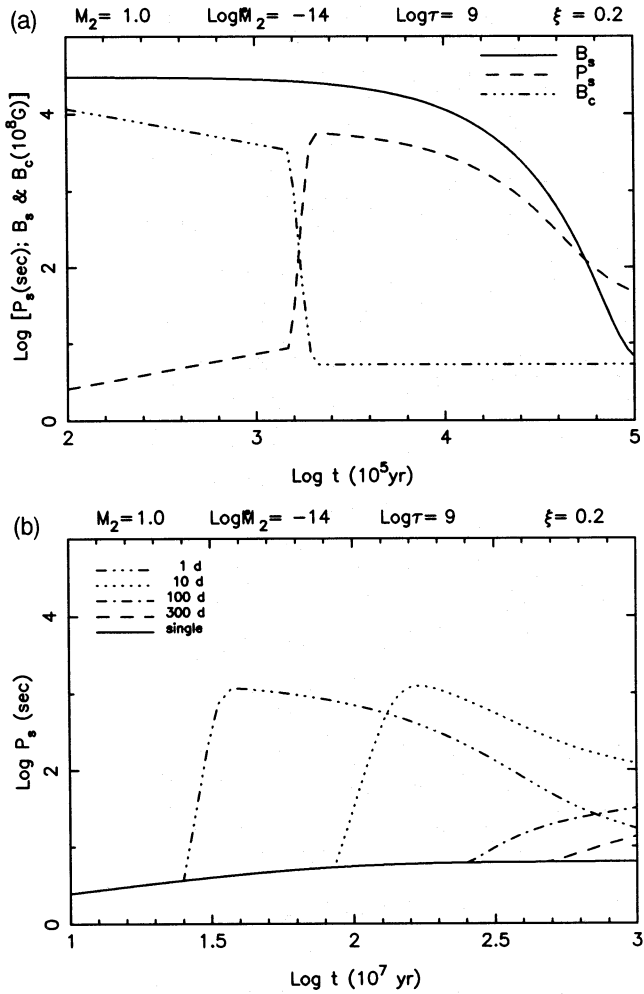 (a)
M₂= 1.0 LogṀ₂= −14 Logτ= 9 ξ = 0.2
Bₛ
Pₛ
B_c
Log [Pₛ(sec); Bₛ & B_c(10⁸G)]
4
2
0
2 3 4 5
Log t (10⁵yr)
(b)
M₂= 1.0 LogṀ₂= −14 Logτ= 9 ξ= 0.2
1 d
10 d
100 d
300 d
single
Log Pₛ (sec)
4
2
0
1 1.5 2 2.5 3
Log t (10⁷ yr)